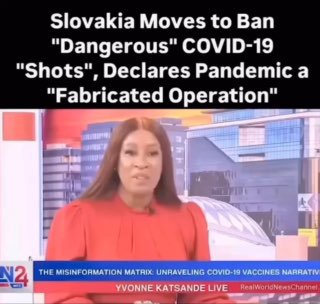 Slovakia Moves to Ban
"Dangerous" COVID-19
"Shots", Declares Pandemic a
"Fabricated Operation"
N2
THE MISINFORMATION MATRIX: UNRAVELING COVID-19 VACCINES NARRATIV
YVONNE KATSANDE LIVE
RealWorldNewsChannel